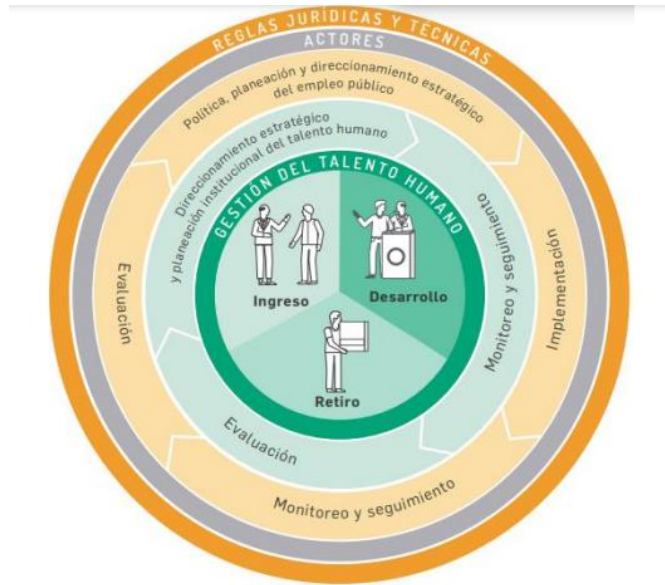 REGLAS JURÍDICAS Y TÉCNICAS
ACTORES
Política, planeación y direccionamiento estratégico
del empleo público
Implementación
Monitoreo y seguimiento
Evaluación
Direccionamiento estratégico
y planeación institucional del talento humano
Monitoreo y seguimiento
Evaluación
GESTIÓN DEL TALENTO HUMANO
Ingreso
Desarrollo
Retiro